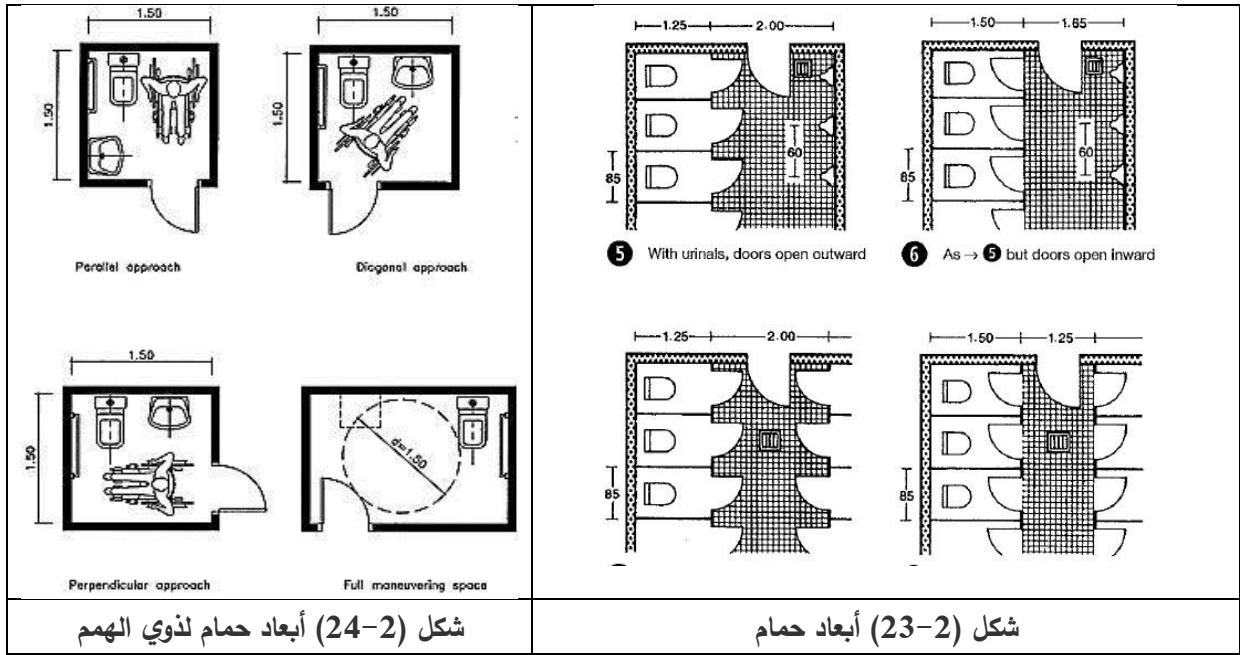 1.50
1.50
1.50
1.50
Parallel approach
Diagonal approach
1.50
1.50
d=1.50
Perpendicular approach
Full maneuvering space
1.25
2.00
60
85
5 With urinals, doors open outward
1.50
1.65
60
85
6 As → 5 but doors open inward
1.25
2.00
85
1.50
1.25
85
شكل (2-24) أبعاد حمام لذوي الهمم
شكل (2-23) أبعاد حمام